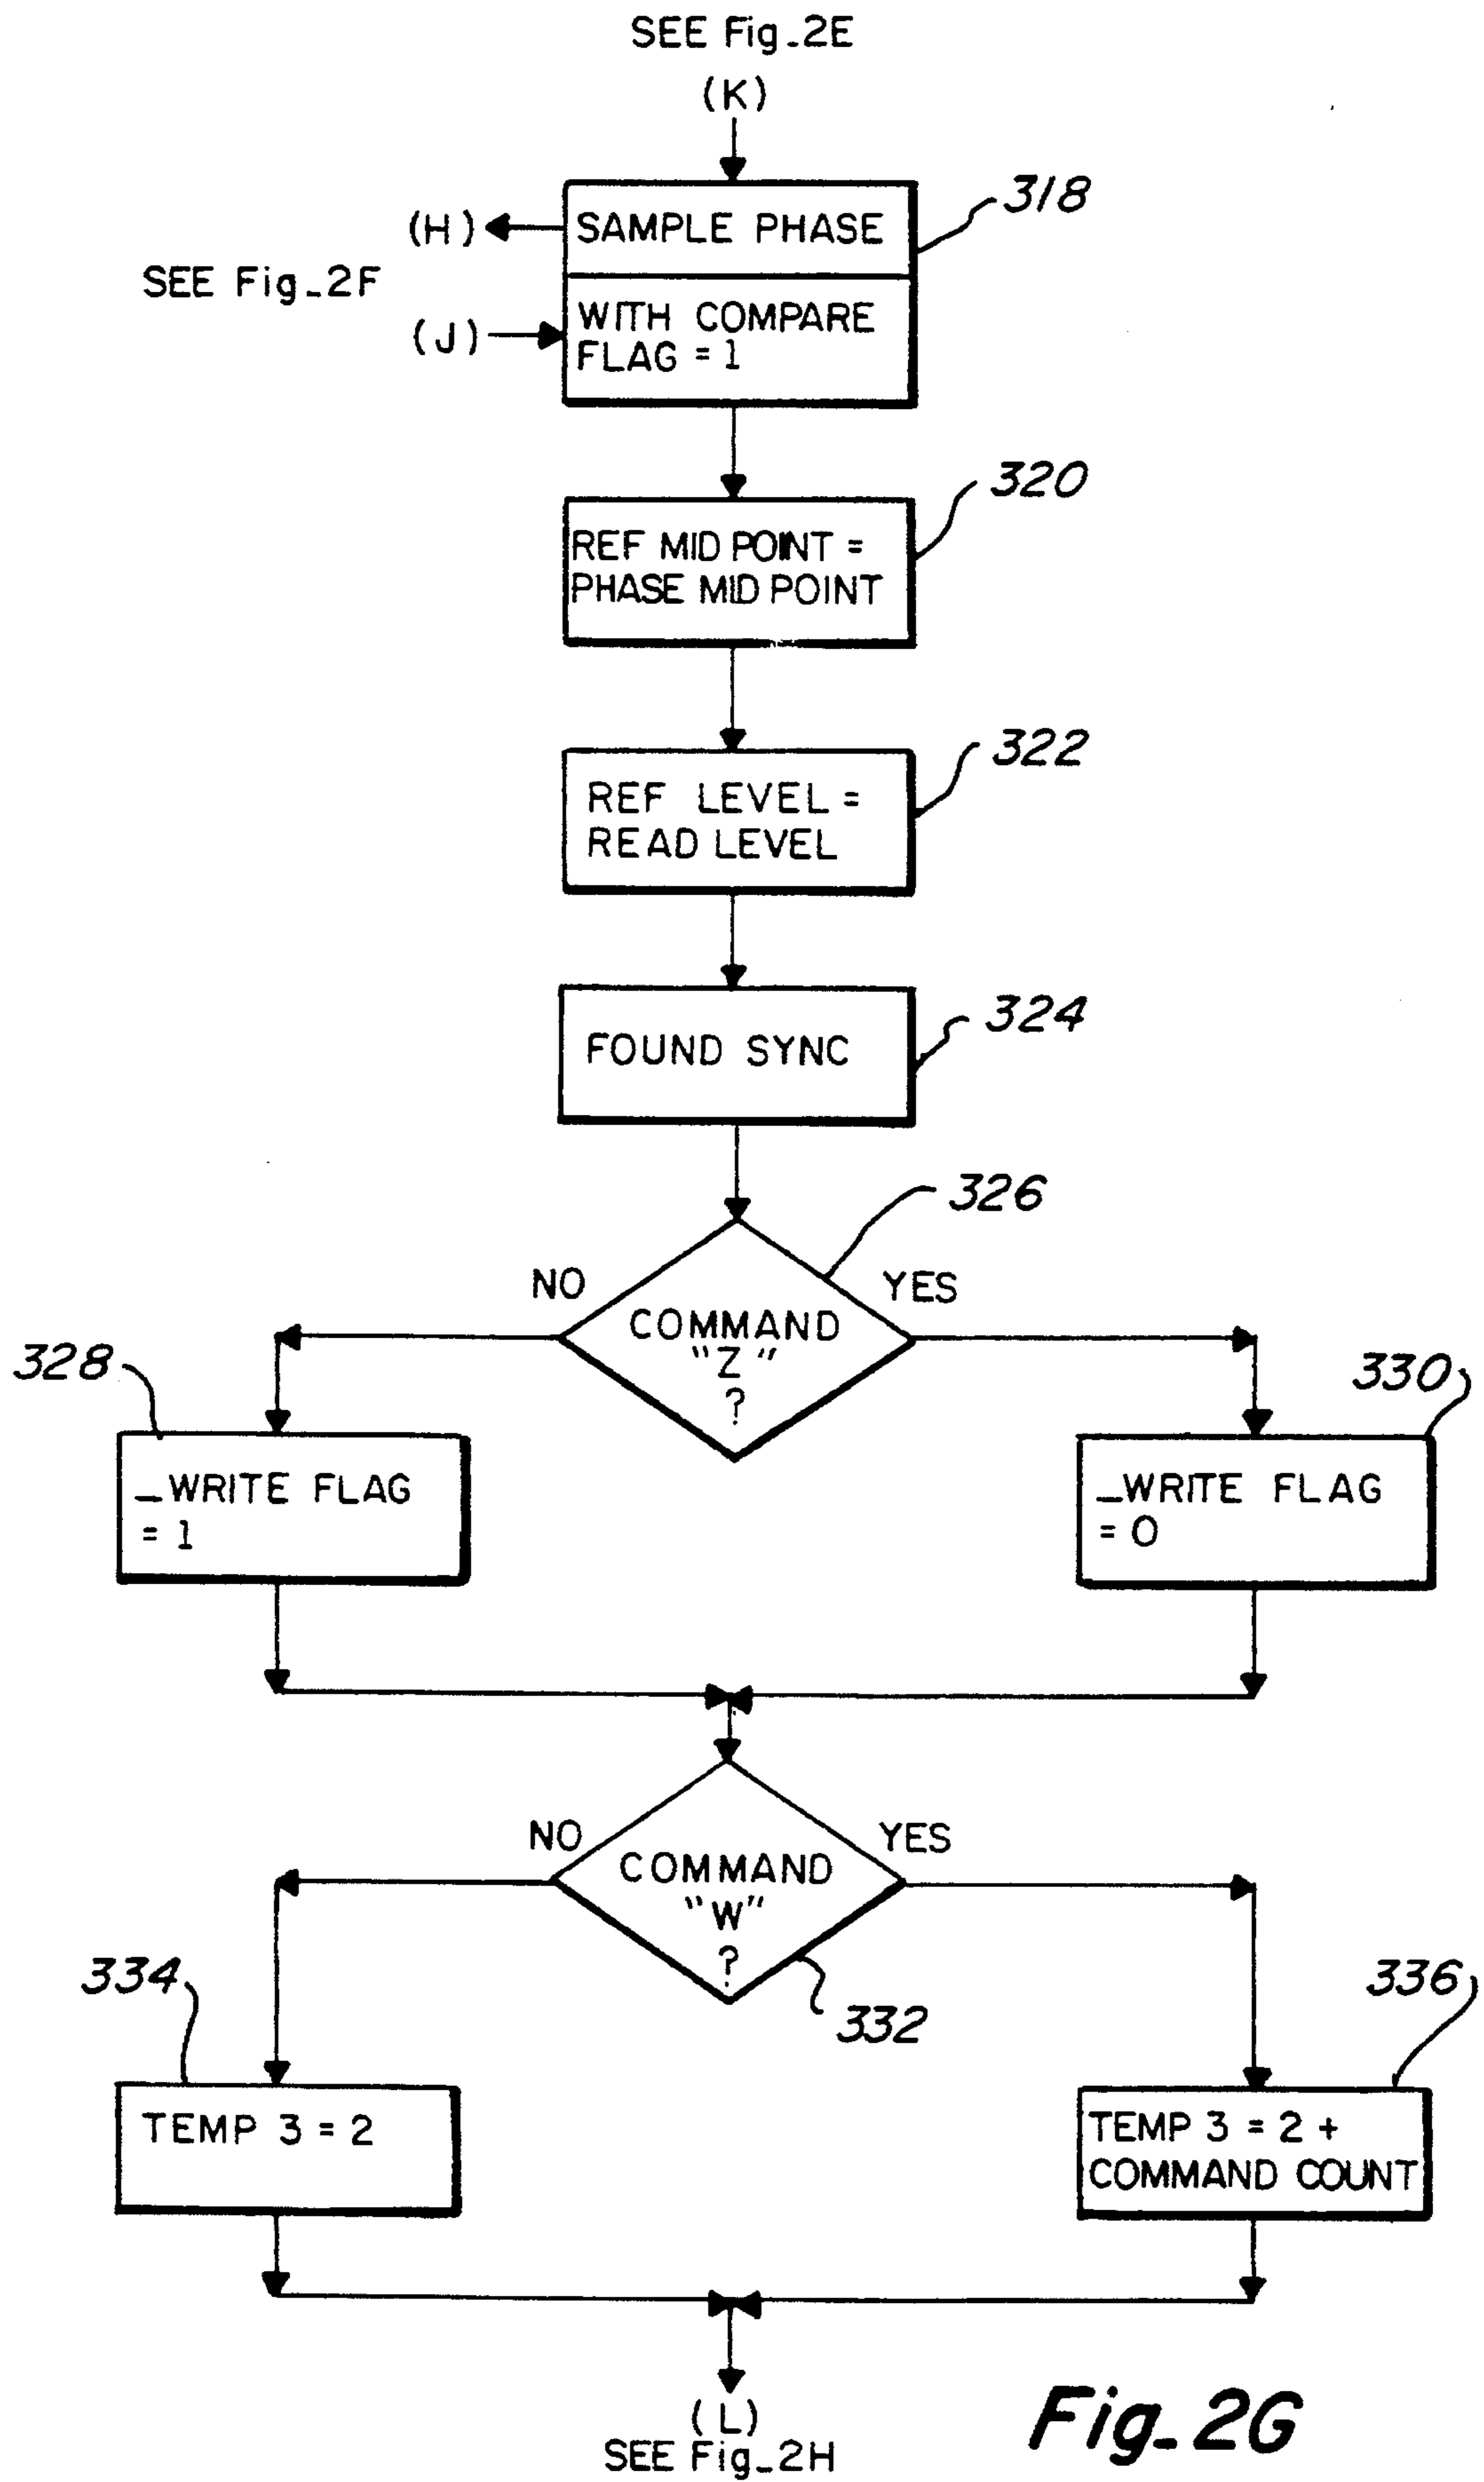 SEE Fig_2E
(K)
318
(H)
SAMPLE PHASE
SEE Fig_2F
(J)
WITH COMPARE
FLAG = 1
320
REF MID POINT =
PHASE MID POINT
322
REF LEVEL =
READ LEVEL
324
FOUND SYNC
326
NO
YES
COMMAND
"Z"
?
328
330
_WRITE FLAG
= 1
_WRITE FLAG
= 0
NO
YES
COMMAND
"W"
?
332
334
336
TEMP 3 = 2
TEMP 3 = 2 +
COMMAND COUNT
(L)
SEE Fig_2H
Fig_2G